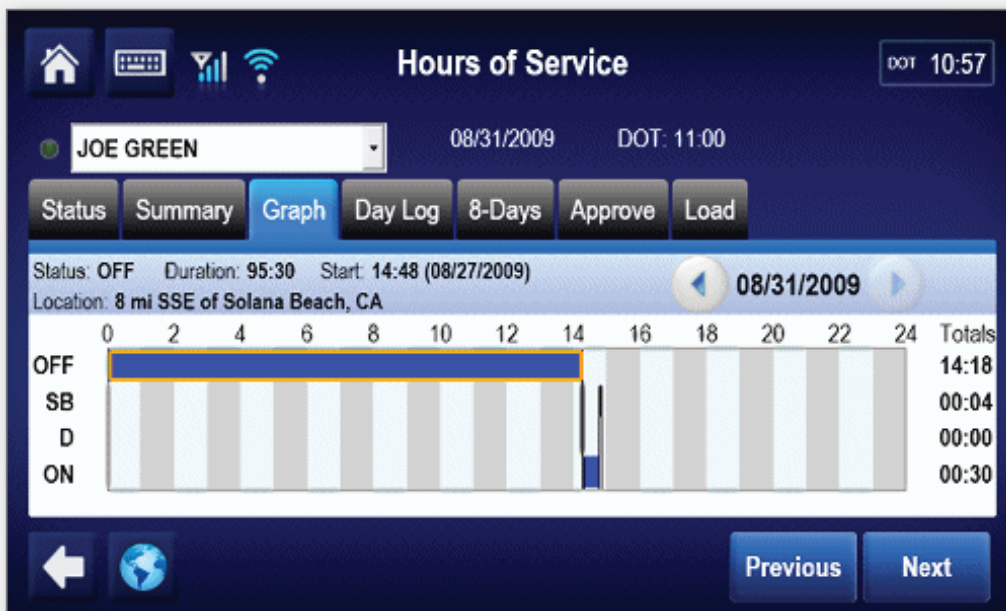 Hours of Service
DOT 10:57
JOE GREEN
08/31/2009 DOT: 11:00
Status Summary Graph Day Log 8-Days Approve Load
Status: OFF Duration: 95:30 Start: 14:48 (08/27/2009)
Location: 8 mi SSE of Solana Beach, CA
08/31/2009
0 2 4 6 8 10 12 14 16 18 20 22 24 Totals
OFF 14:18
SB 00:04
D 00:00
ON 00:30
Previous Next